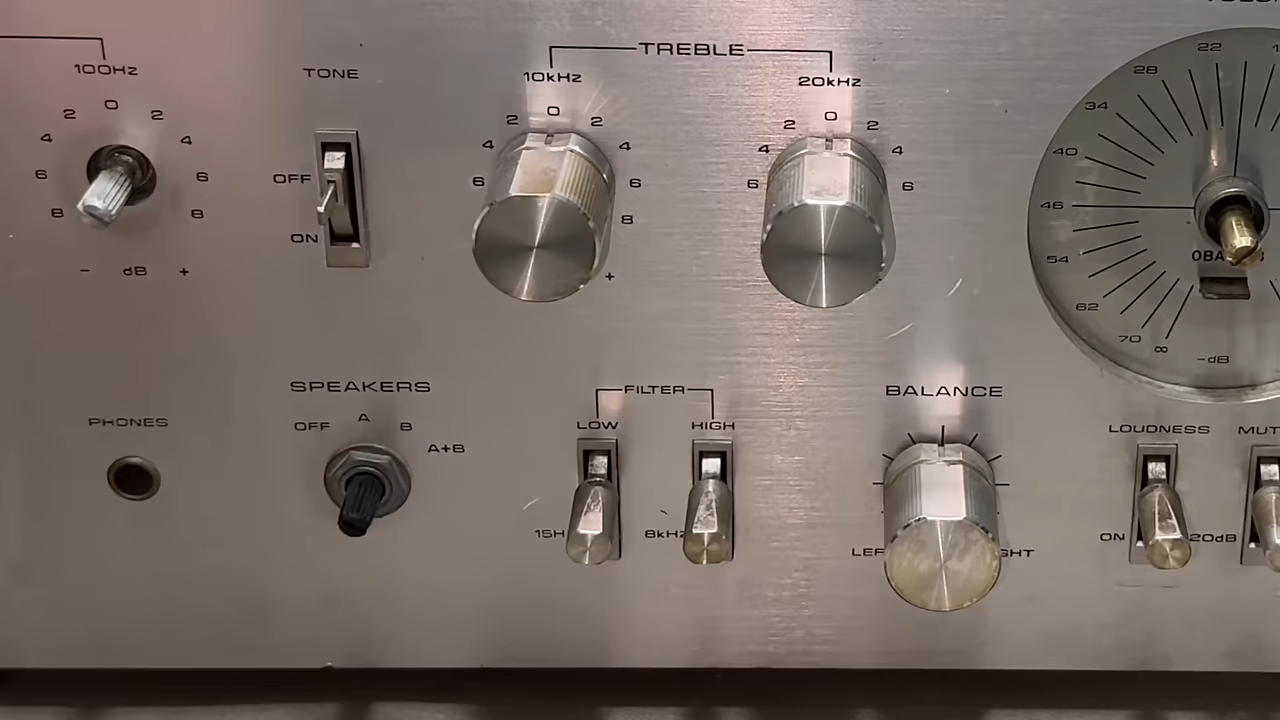 TREBLE
100Hz
TONE
10kHz
20kHz
2 0 2
4 4
6 6
8 8
- dB +
OFF
ON
2 0 2
4 4
6 6
8
+
2 0 2
4 4
6 6
22
28
34
40
46
54
62
70
∞
-dB
SPEAKERS
OFF A B A+B
PHONES
FILTER
LOW HIGH
8kHz
BALANCE
LOUDNESS
ON
20dB